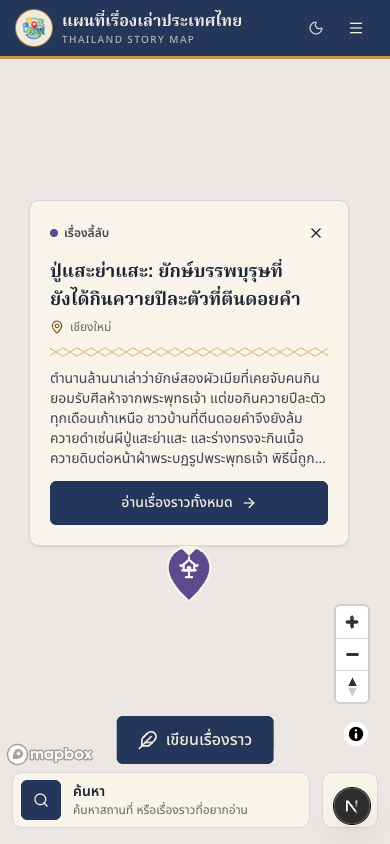 แผนที่เรื่องเล่าประเทศไทย
THAILAND STORY MAP
เรื่องลี้ลับ
ปู่แสะย่าแสะ: ยักษ์บรรพบุรุษที่
ยังได้กินควายปีละตัวที่ตีนดอยคำ
เชียงใหม่
ตำนานล้านนาเล่าว่ายักษ์สองผัวเมียที่เคยจับคนกิน
ยอมรับศีลห้าจากพระพุทธเจ้า แต่ขอกินควายปีละตัว
ทุกเดือนเก้าเหนือ ชาวบ้านที่ตีนดอยคำจึงยังล้ม
ควายดำเซ่นผีปู่แสะย่าแสะ และร่างทรงจะกินเนื้อ
ควายดิบต่อหน้าผ้าพระบฏรูปพระพุทธเจ้า พิธีนี้ถูก...
อ่านเรื่องราวทั้งหมด
เขียนเรื่องราว
mapbox
ค้นหา
ค้นหาสถานที่ หรือเรื่องราวที่อยากอ่าน
N